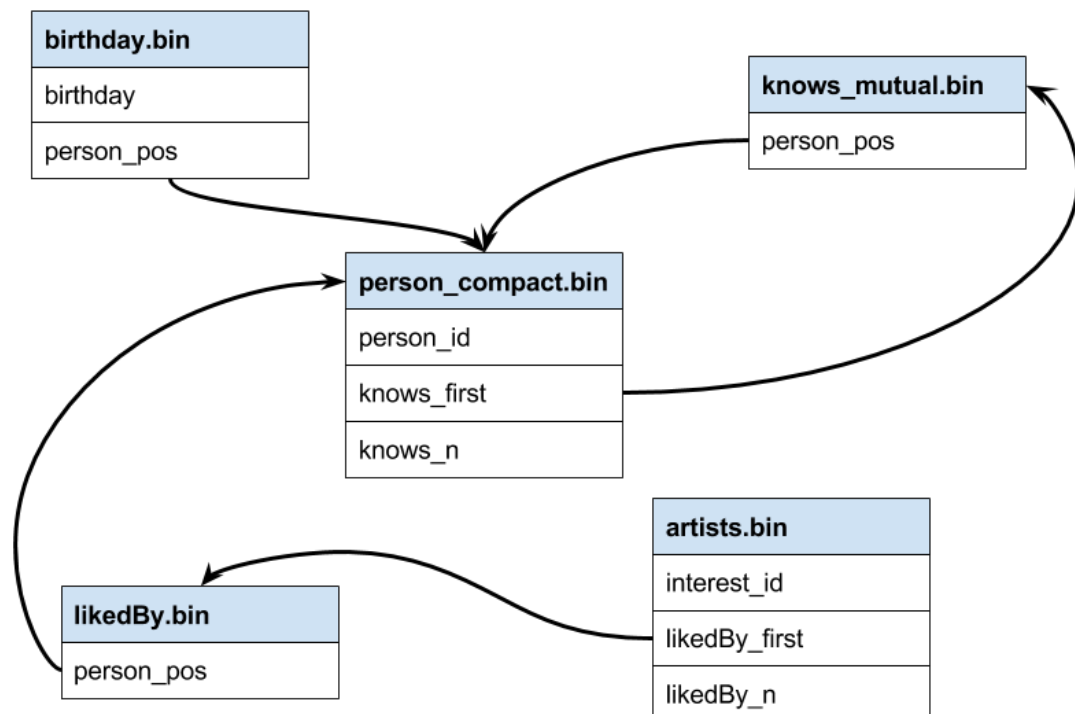 birthday.bin
birthday
person_pos
knows_mutual.bin
person_pos
person_compact.bin
person_id
knows_first
knows_n
artists.bin
interest_id
likedBy_first
likedBy_n
likedBy.bin
person_pos